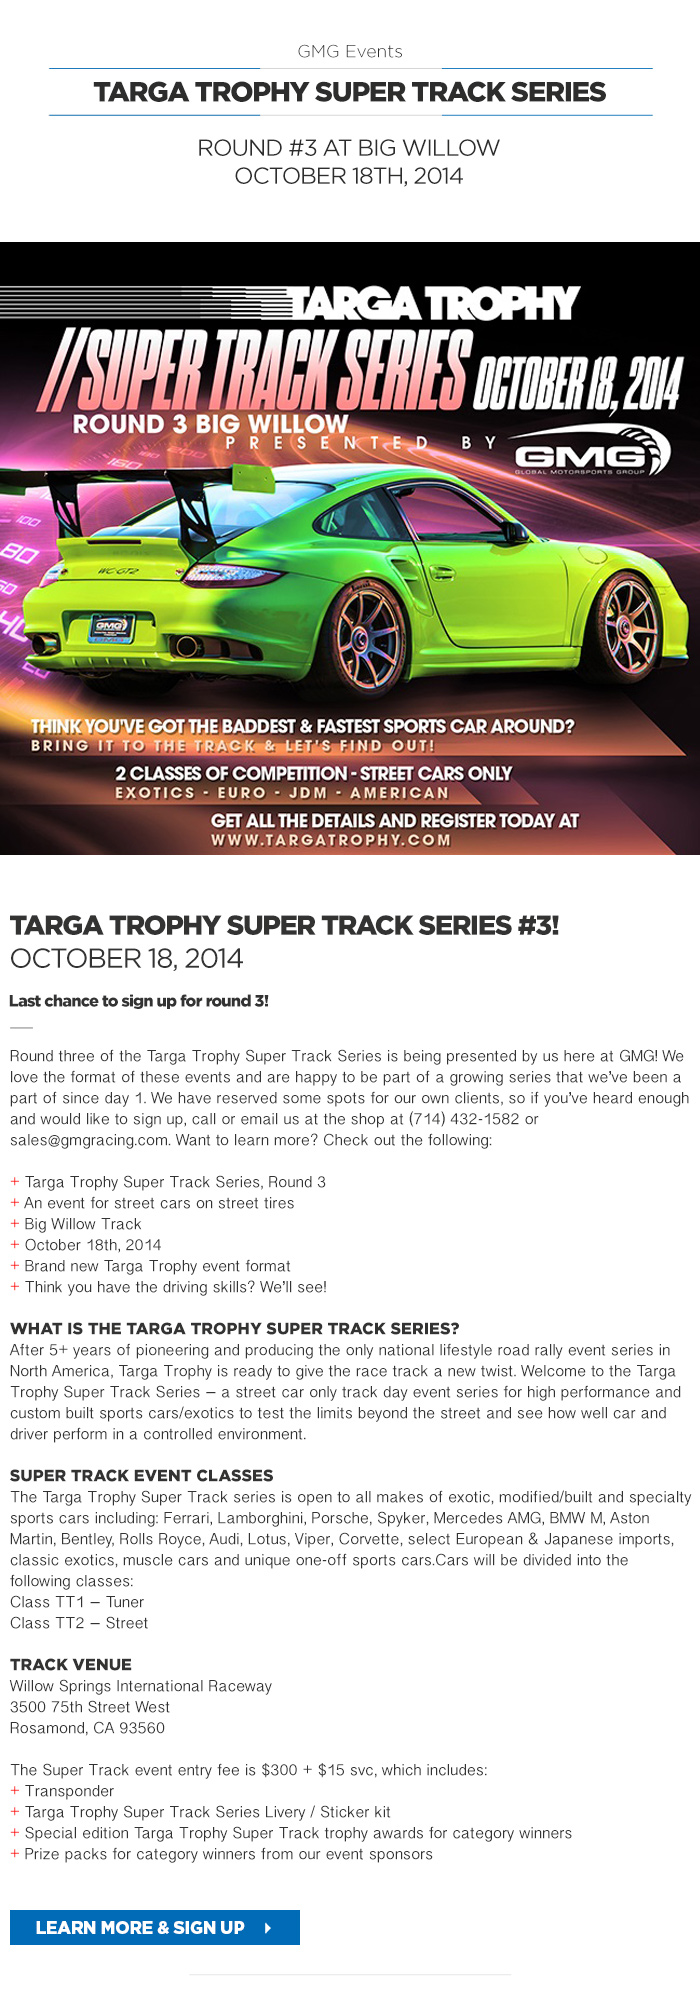 GMG Events
TARGA TROPHY SUPER TRACK SERIES
ROUND #3 AT BIG WILLOW
OCTOBER 18TH, 2014
TARGA TROPHY
//SUPER TRACK SERIES OCTOBER 18, 2014
ROUND 3 BIG WILLOW
PRESENTED BY GMG
GLOBAL MOTORSPORTS GROUP
160
100
80
60
40
20
WC-GT2
GMG
THINK YOU'VE GOT THE BADDEST & FASTEST SPORTS CAR AROUND?
BRING IT TO THE TRACK & LET'S FIND OUT!
2 CLASSES OF COMPETITION - STREET CARS ONLY
EXOTICS - EURO - JDM - AMERICAN
GET ALL THE DETAILS AND REGISTER TODAY AT
WWW.TARGATROPHY.COM
TARGA TROPHY SUPER TRACK SERIES #3!
OCTOBER 18, 2014
Last chance to sign up for round 3!
Round three of the Targa Trophy Super Track Series is being presented by us here at GMG! We
love the format of these events and are happy to be part of a growing series that we've been a
part of since day 1. We have reserved some spots for our own clients, so if you've heard enough
and would like to sign up, call or email us at the shop at (714) 432-1582 or
sales@gmgracing.com. Want to learn more? Check out the following:
+ Targa Trophy Super Track Series, Round 3
+ An event for street cars on street tires
+ Big Willow Track
+ October 18th, 2014
+ Brand new Targa Trophy event format
+ Think you have the driving skills? We'll see!
WHAT IS THE TARGA TROPHY SUPER TRACK SERIES?
After 5+ years of pioneering and producing the only national lifestyle road rally event series in
North America, Targa Trophy is ready to give the race track a new twist. Welcome to the Targa
Trophy Super Track Series – a street car only track day event series for high performance and
custom built sports cars/exotics to test the limits beyond the street and see how well car and
driver perform in a controlled environment.
SUPER TRACK EVENT CLASSES
The Targa Trophy Super Track series is open to all makes of exotic, modified/built and specialty
sports cars including: Ferrari, Lamborghini, Porsche, Spyker, Mercedes AMG, BMW M, Aston
Martin, Bentley, Rolls Royce, Audi, Lotus, Viper, Corvette, select European & Japanese imports,
classic exotics, muscle cars and unique one-off sports cars.Cars will be divided into the
following classes:
Class TT1 – Tuner
Class TT2 – Street
TRACK VENUE
Willow Springs International Raceway
3500 75th Street West
Rosamond, CA 93560
The Super Track event entry fee is $300 + $15 svc, which includes:
+ Transponder
+ Targa Trophy Super Track Series Livery / Sticker kit
+ Special edition Targa Trophy Super Track trophy awards for category winners
+ Prize packs for category winners from our event sponsors
LEARN MORE & SIGN UP